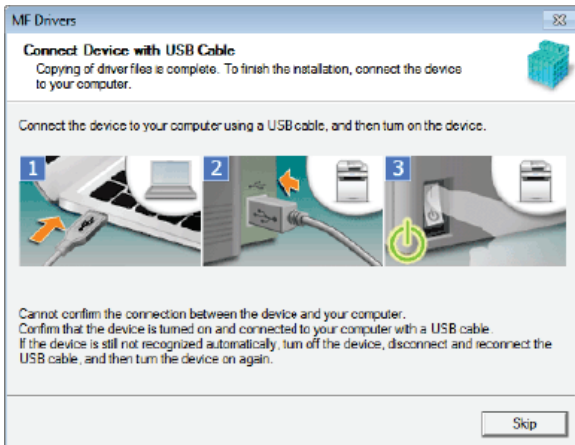 MF Drivers
Connect Device with USB Cable
Copying of driver files is complete. To finish the installation, connect the device
to your computer.
Connect the device to your computer using a USB cable, and then turn on the device.
1 2 3
Cannot confirm the connection between the device and your computer.
Confirm that the device is turned on and connected to your computer with a USB cable.
If the device is still not recognized automatically, turn off the device, disconnect and reconnect the
USB cable, and then turn the device on again.
Skip